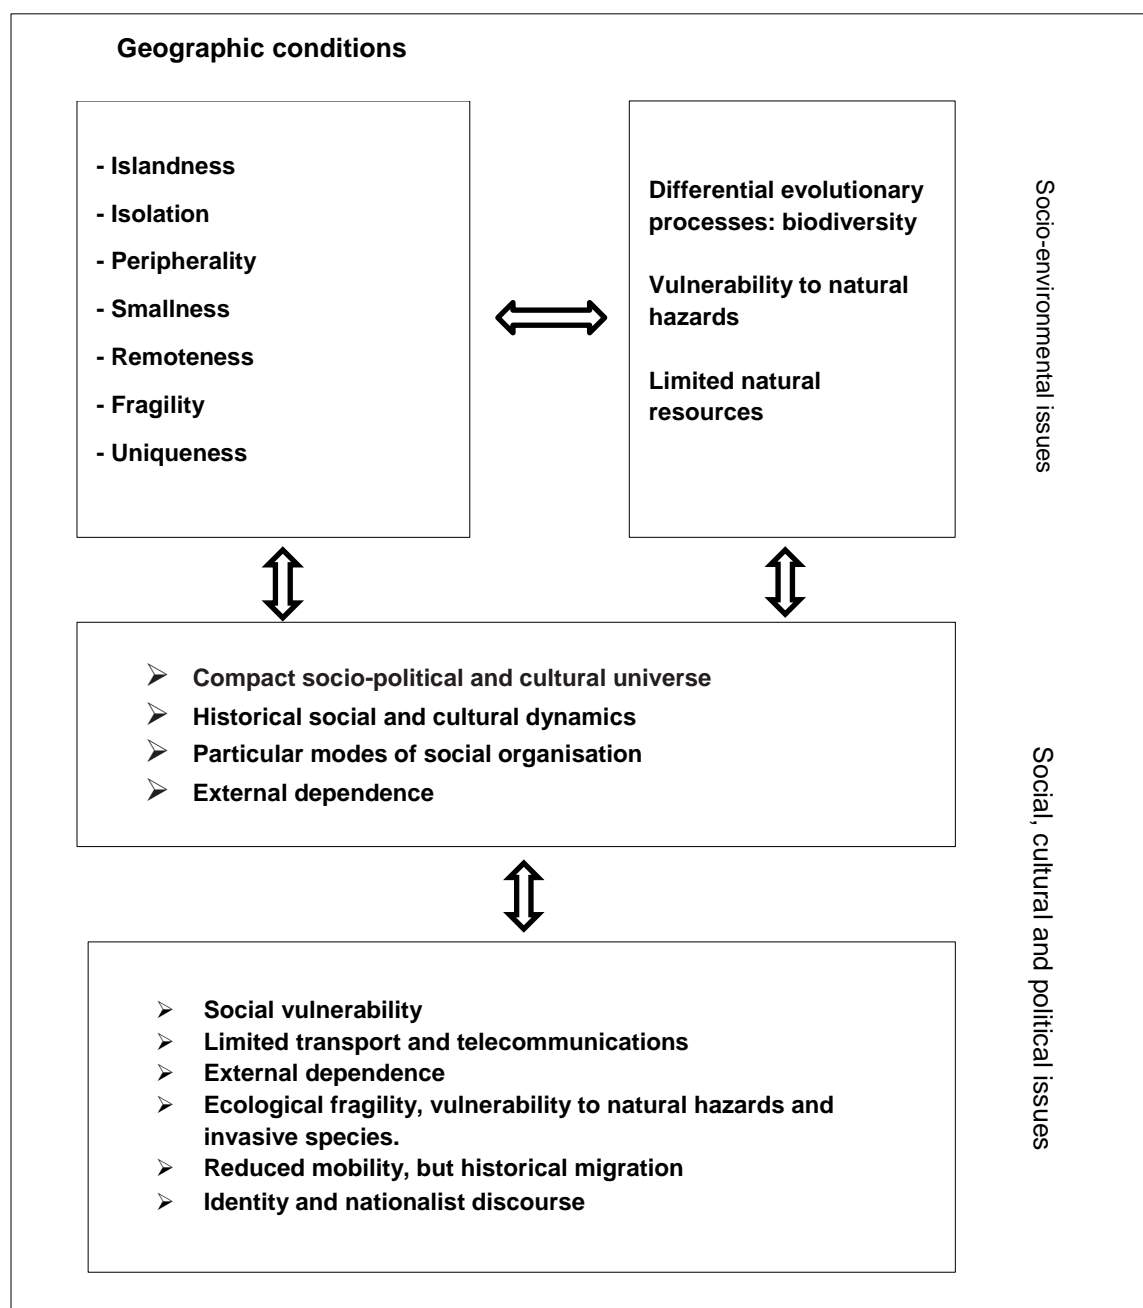 Geographic conditions
- Islandness
- Isolation
- Peripherality
- Smallness
- Remoteness
- Fragility
- Uniqueness
Differential evolutionary
processes: biodiversity
Vulnerability to natural
hazards
Limited natural
resources
Socio-environmental issues
➢ Compact socio-political and cultural universe
➢ Historical social and cultural dynamics
➢ Particular modes of social organisation
➢ External dependence
➢ Social vulnerability
➢ Limited transport and telecommunications
➢ External dependence
➢ Ecological fragility, vulnerability to natural hazards and
invasive species.
➢ Reduced mobility, but historical migration
➢ Identity and nationalist discourse
Social, cultural and political issues